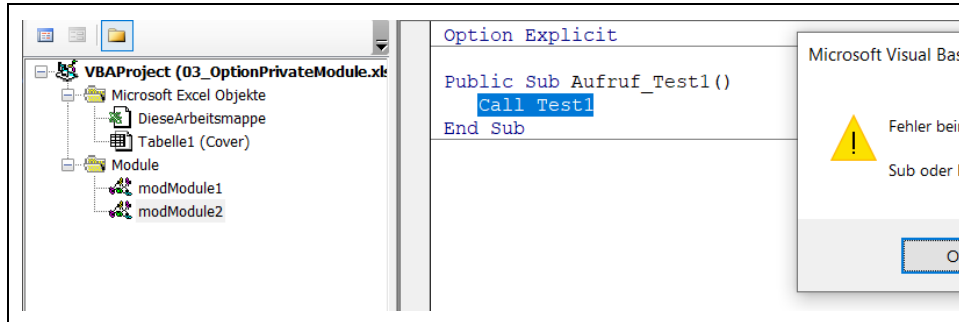 VBAProject (03_OptionPrivateModule.xls
Microsoft Excel Objekte
DieseArbeitsmappe
Tabelle1 (Cover)
Module
modModule1
modModule2
Option Explicit
Public Sub Aufruf_Test1()
Call Test1
End Sub
Microsoft Visual Bas
Fehler bei
Sub oder
O